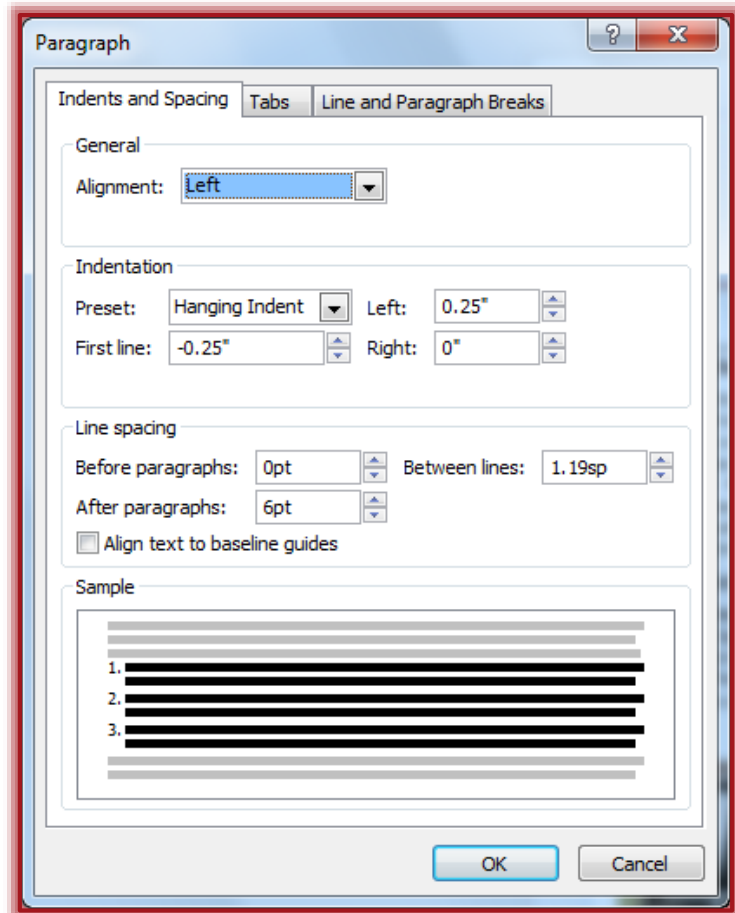 Paragraph
Indents and Spacing Tabs Line and Paragraph Breaks
General
Alignment: Left
Indentation
Preset: Hanging Indent Left: 0.25"
First line: -0.25" Right: 0"
Line spacing
Before paragraphs: 0pt Between lines: 1.19sp
After paragraphs: 6pt
Align text to baseline guides
Sample
1.
2.
3.
OK Cancel